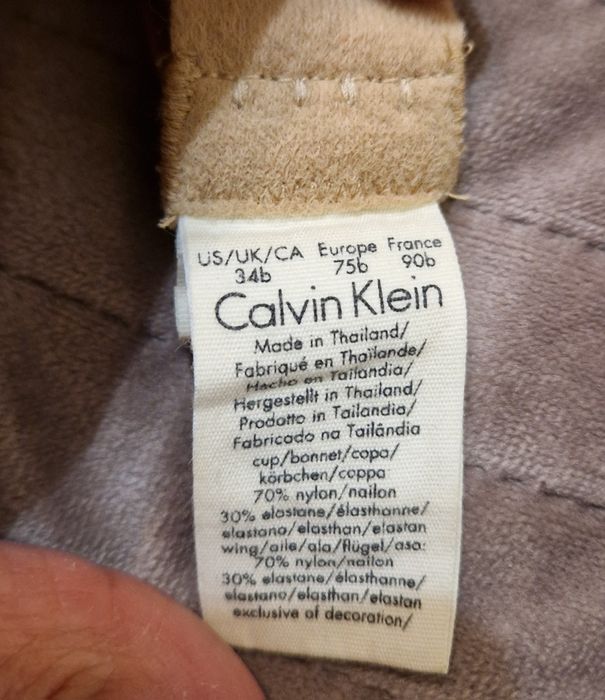 US/UK/CA Europe France
34b 75b 90b
Calvin Klein
Made in Thailand/
Fabriqué en Thaïlande/
Hecho en Tailandia/
Hergestellt in Thailand/
Prodotto in Tailandia/
Fabricado na Tailândia
cup/bonnet/copa/
körbchen/coppa:
70% nylon/nailon
30% elastane/élasthanne/
elastano/elasthan/elastan
wing/aile/ala/flügel/asa:
70% nylon/nailon
30% elastane/élasthanne/
elastano/elasthan/elastan
exclusive of decoration/